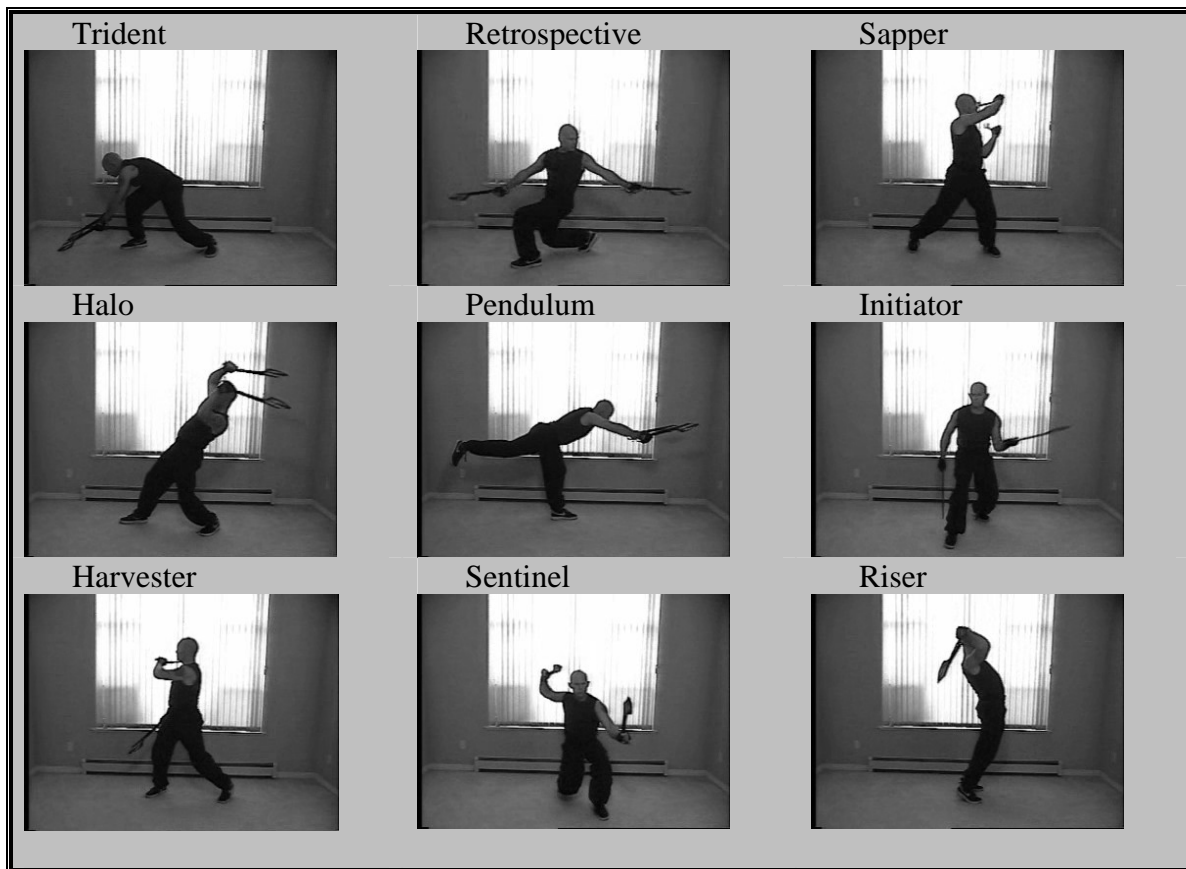 Trident
Retrospective
Sapper
Halo
Pendulum
Initiator
Harvester
Sentinel
Riser